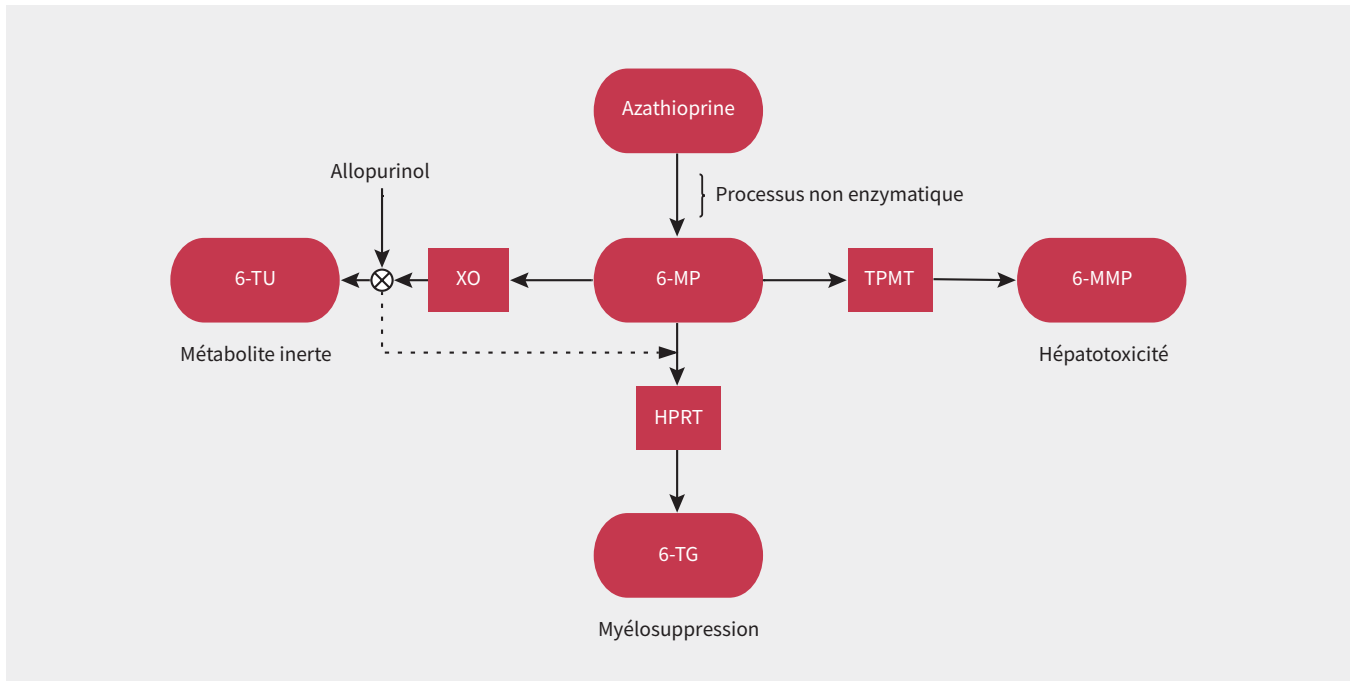 Azathioprine
Allopurinol
Processus non enzymatique
6-TU
XO
6-MP
TPMT
6-MMP
Métabolite inerte
Hépatotoxicité
HPRT
6-TG
Myélosuppression